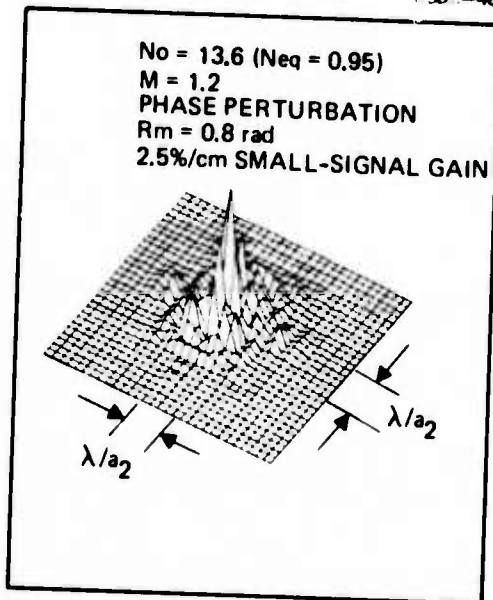 No = 13.6 (Neq = 0.95)
M = 1.2
PHASE PERTURBATION
Rm = 0.8 rad
2.5%/cm SMALL-SIGNAL GAIN
λ/a₂
λ/a₂